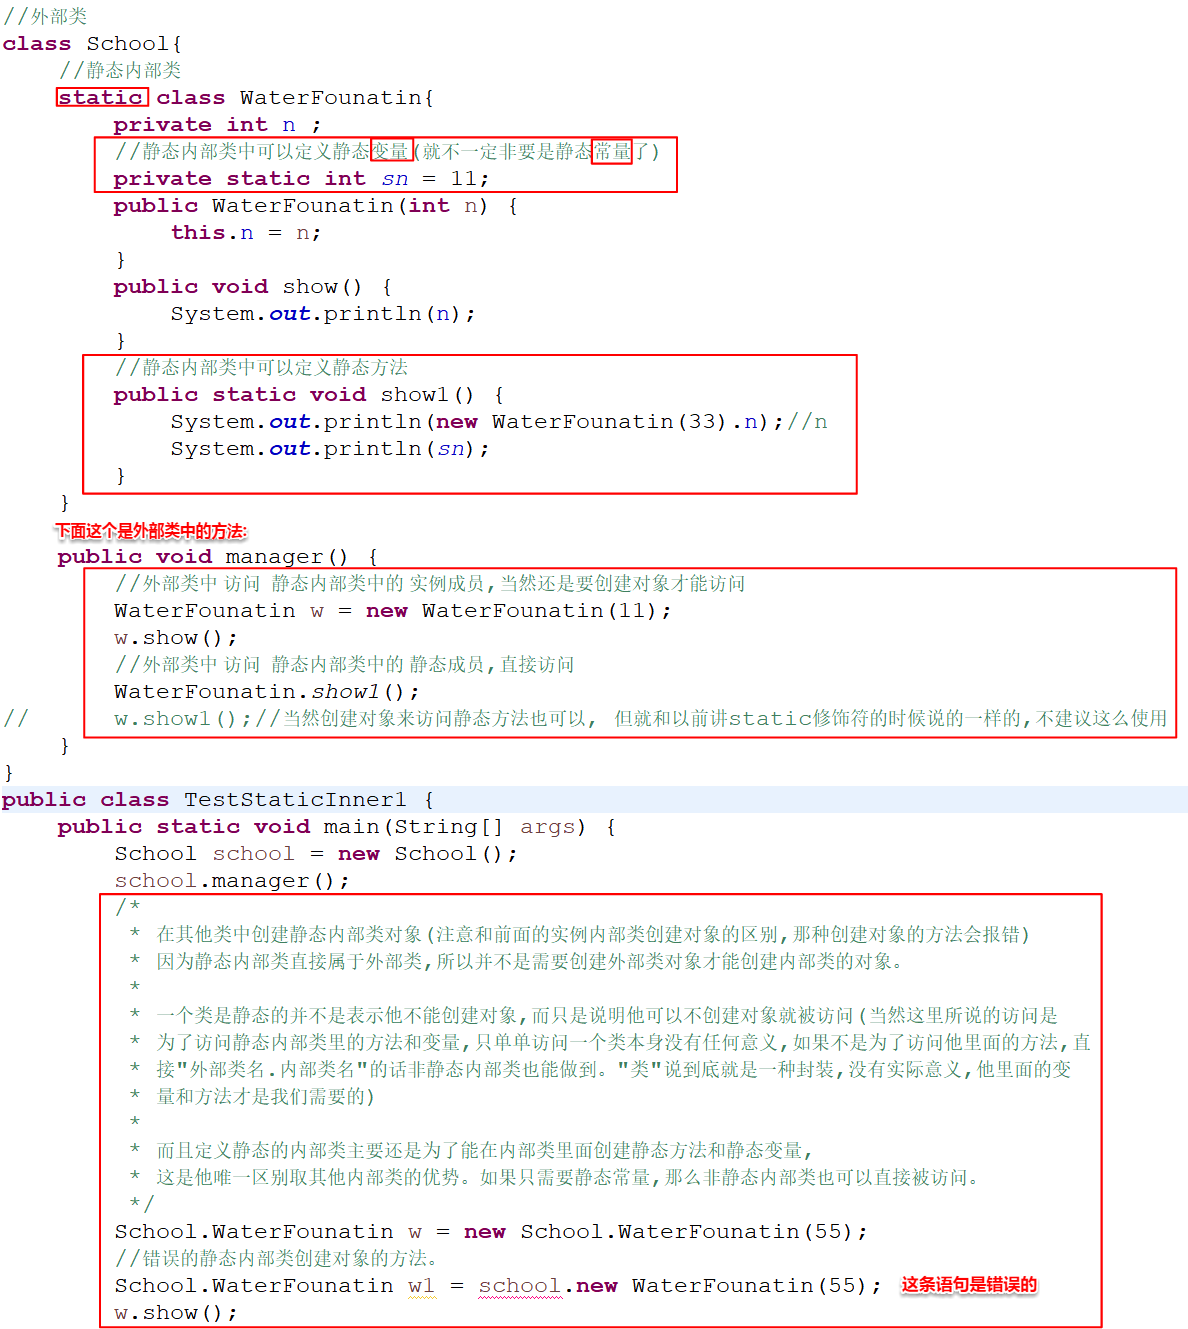 //外部类
class School{
//静态内部类
static class WaterFounatin{
private int n ;
//静态内部类中可以定义静态变量(就不一定非要是静态常量了)
private static int sn = 11;
public WaterFounatin(int n) {
this.n = n;
}
public void show() {
System.out.println(n);
}
//静态内部类中可以定义静态方法
public static void show1() {
System.out.println(new WaterFounatin(33).n);//n
System.out.println(sn);
}
}
下面这个是外部类中的方法:
public void manager() {
//外部类中 访问 静态内部类中的 实例成员,当然还是要创建对象才能访问
WaterFounatin w = new WaterFounatin(11);
w.show();
//外部类中 访问 静态内部类中的 静态成员,直接访问
WaterFounatin.show1();
// w.show1();//当然创建对象来访问静态方法也可以, 但就和以前讲static修饰符的时候说的一样的,不建议这么使用
}
}
public class TestStaticInner1 {
public static void main(String[] args) {
School school = new School();
school.manager();
/*
* 在其他类中创建静态内部类对象(注意和前面的实例内部类创建对象的区别,那种创建对象的方法会报错)
* 因为静态内部类直接属于外部类,所以并不是需要创建外部类对象才能创建内部类的对象。
*
* 一个类是静态的并不是表示他不能创建对象,而只是说明他可以不创建对象就被访问(当然这里所说的访问是
* 为了访问静态内部类里的方法和变量,只单单访问一个类本身没有任何意义,如果不是为了访问他里面的方法,直
* 接"外部类名.内部类名"的话非静态内部类也能做到。"类"说到底就是一种封装,没有实际意义,他里面的变
* 量和方法才是我们需要的)
*
* 而且定义静态的内部类主要还是为了能在内部类里面创建静态方法和静态变量,
* 这是他唯一区别取其他内部类的优势。如果只需要静态常量,那么非静态内部类也可以直接被访问。
*/
School.WaterFounatin w = new School.WaterFounatin(55);
//错误的静态内部类创建对象的方法。
School.WaterFounatin w1 = school.new WaterFounatin(55); 这条语句是错误的
w.show();